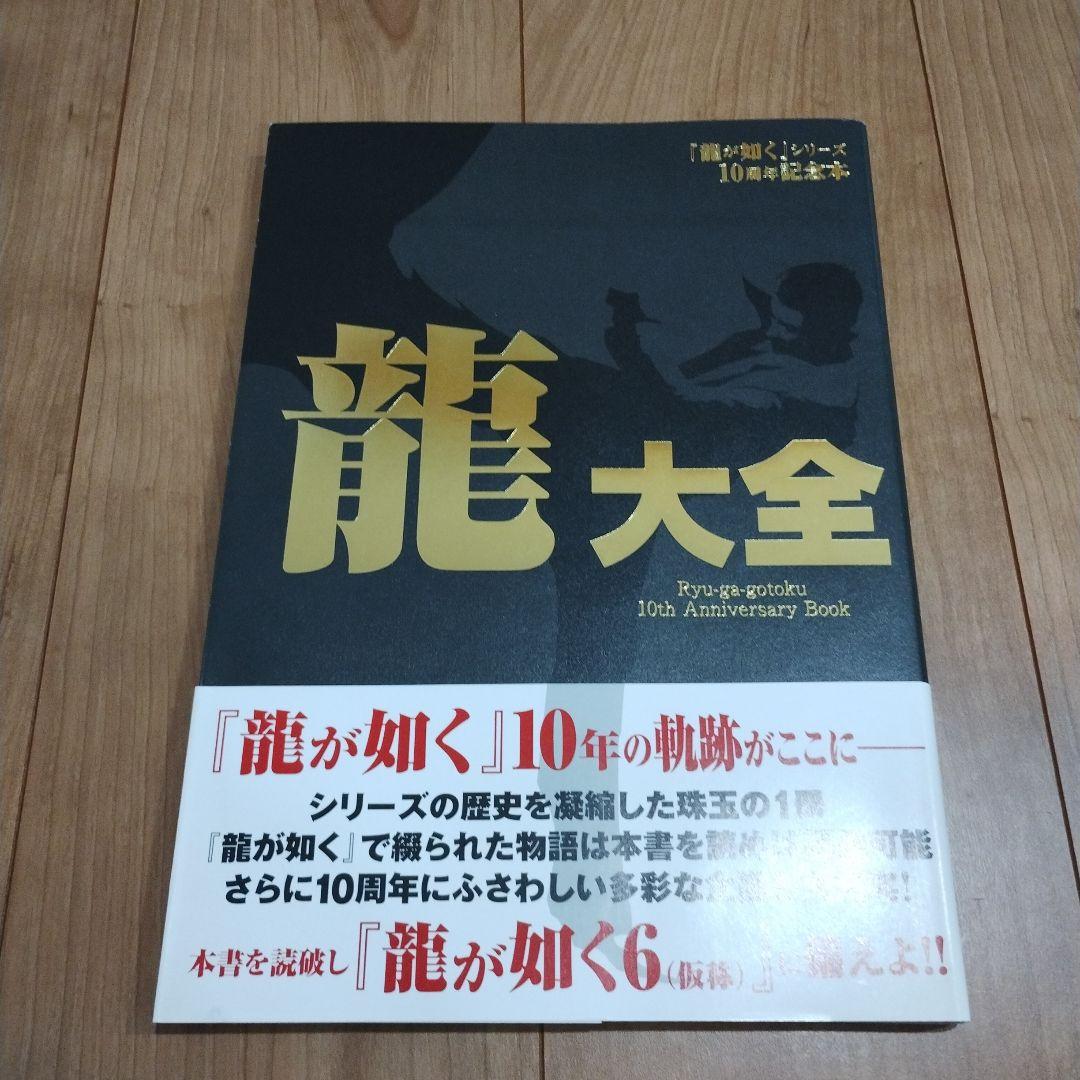 『龍が如く』シリーズ
10周年記念本
龍
大全
Ryu-ga-gotoku
10th Anniversary Book
『龍が如く』10年の軌跡がここに──
シリーズの歴史を凝縮した珠玉の1冊
『龍が如く』で綴られた物語は本書を読めば 可能
さらに10周年にふさわしい多彩な !
本書を読破し『龍が如く6(仮称)』に備えよ!!